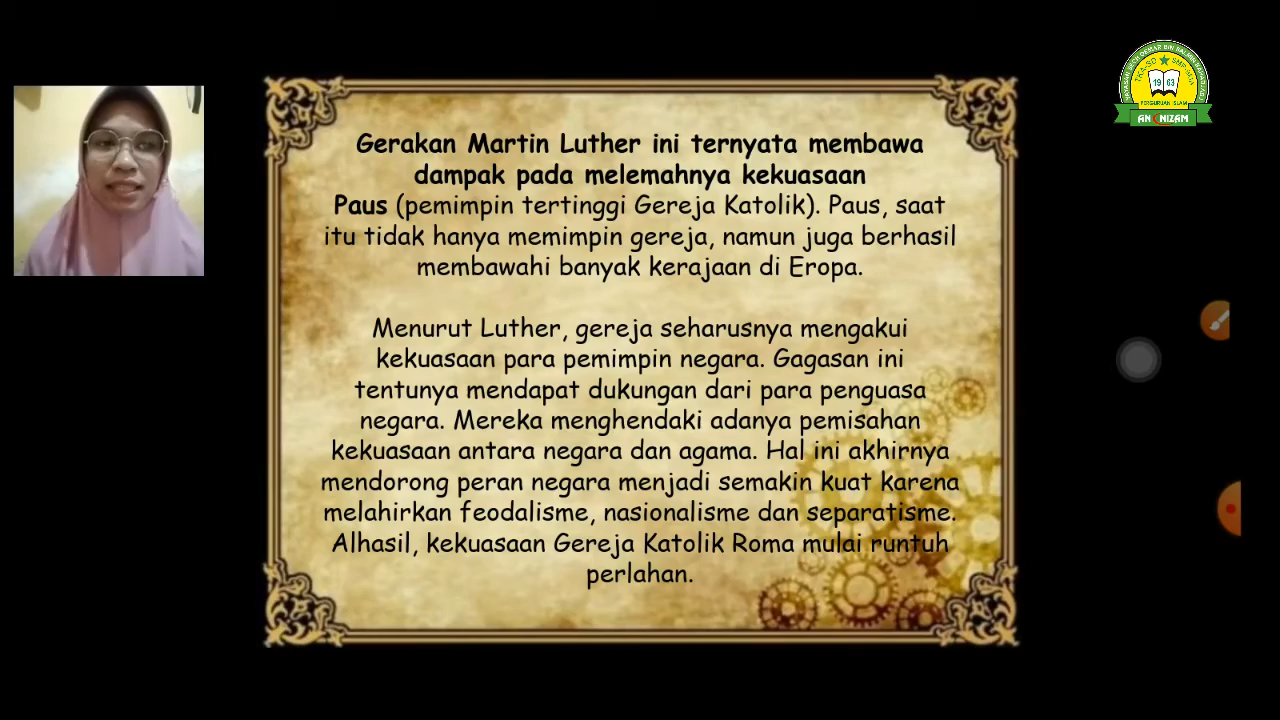 Gerakan Martin Luther ini ternyata membawa
dampak pada melemahnya kekuasaan
Paus (pemimpin tertinggi Gereja Katolik). Paus, saat
itu tidak hanya memimpin gereja, namun juga berhasil
membawahi banyak kerajaan di Eropa.
Menurut Luther, gereja seharusnya mengakui
kekuasaan para pemimpin negara. Gagasan ini
tentunya mendapat dukungan dari para penguasa
negara. Mereka menghendaki adanya pemisahan
kekuasaan antara negara dan agama. Hal ini akhirnya
mendorong peran negara menjadi semakin kuat karena
melahirkan feodalisme, nasionalisme dan separatisme.
Alhasil, kekuasaan Gereja Katolik Roma mulai runtuh
perlahan.
19 63
PERGURUAN ISLAM
AN NIZAM